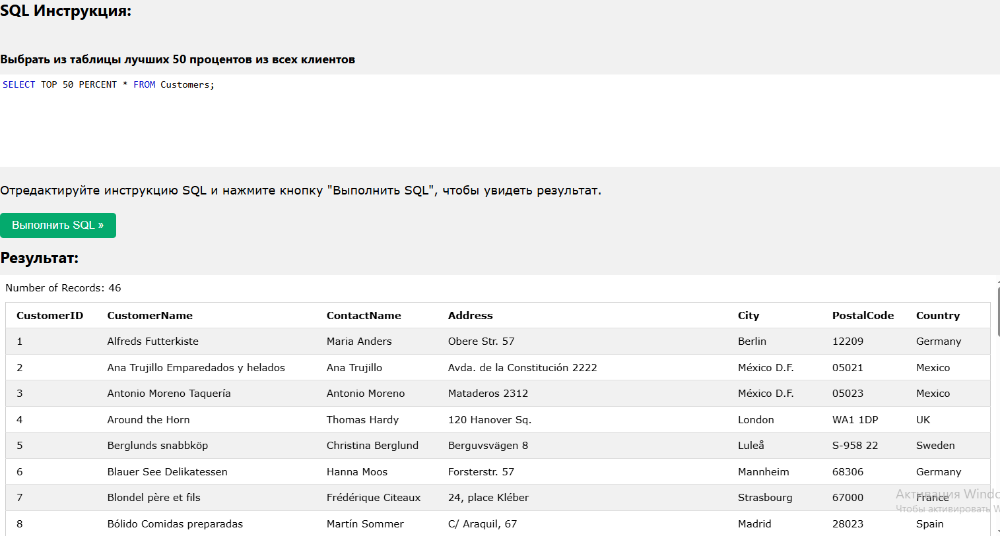 SQL Инструкция:
Выбрать из таблицы лучших 50 процентов из всех клиентов
SELECT TOP 50 PERCENT * FROM Customers;
Отредактируйте инструкцию SQL и нажмите кнопку "Выполнить SQL", чтобы увидеть результат.
Выполнить SQL »
Результат:
Number of Records: 46
CustomerID CustomerName ContactName Address City PostalCode Country
1 Alfreds Futterkiste Maria Anders Obere Str. 57 Berlin 12209 Germany
2 Ana Trujillo Emparedados y helados Ana Trujillo Avda. de la Constitución 2222 México D.F. 05021 Mexico
3 Antonio Moreno Taquería Antonio Moreno Mataderos 2312 México D.F. 05023 Mexico
4 Around the Horn Thomas Hardy 120 Hanover Sq. London WA1 1DP UK
5 Berglunds snabbköp Christina Berglund Berguvsvägen 8 Luleå S-958 22 Sweden
6 Blauer See Delikatessen Hanna Moos Forsterstr. 57 Mannheim 68306 Germany
7 Blondel père et fils Frédérique Citeaux 24, place Kléber Strasbourg 67000 France
8 Bólido Comidas preparadas Martín Sommer C/ Araquil, 67 Madrid 28023 Spain
Активация Windo
Чтобы активировать W